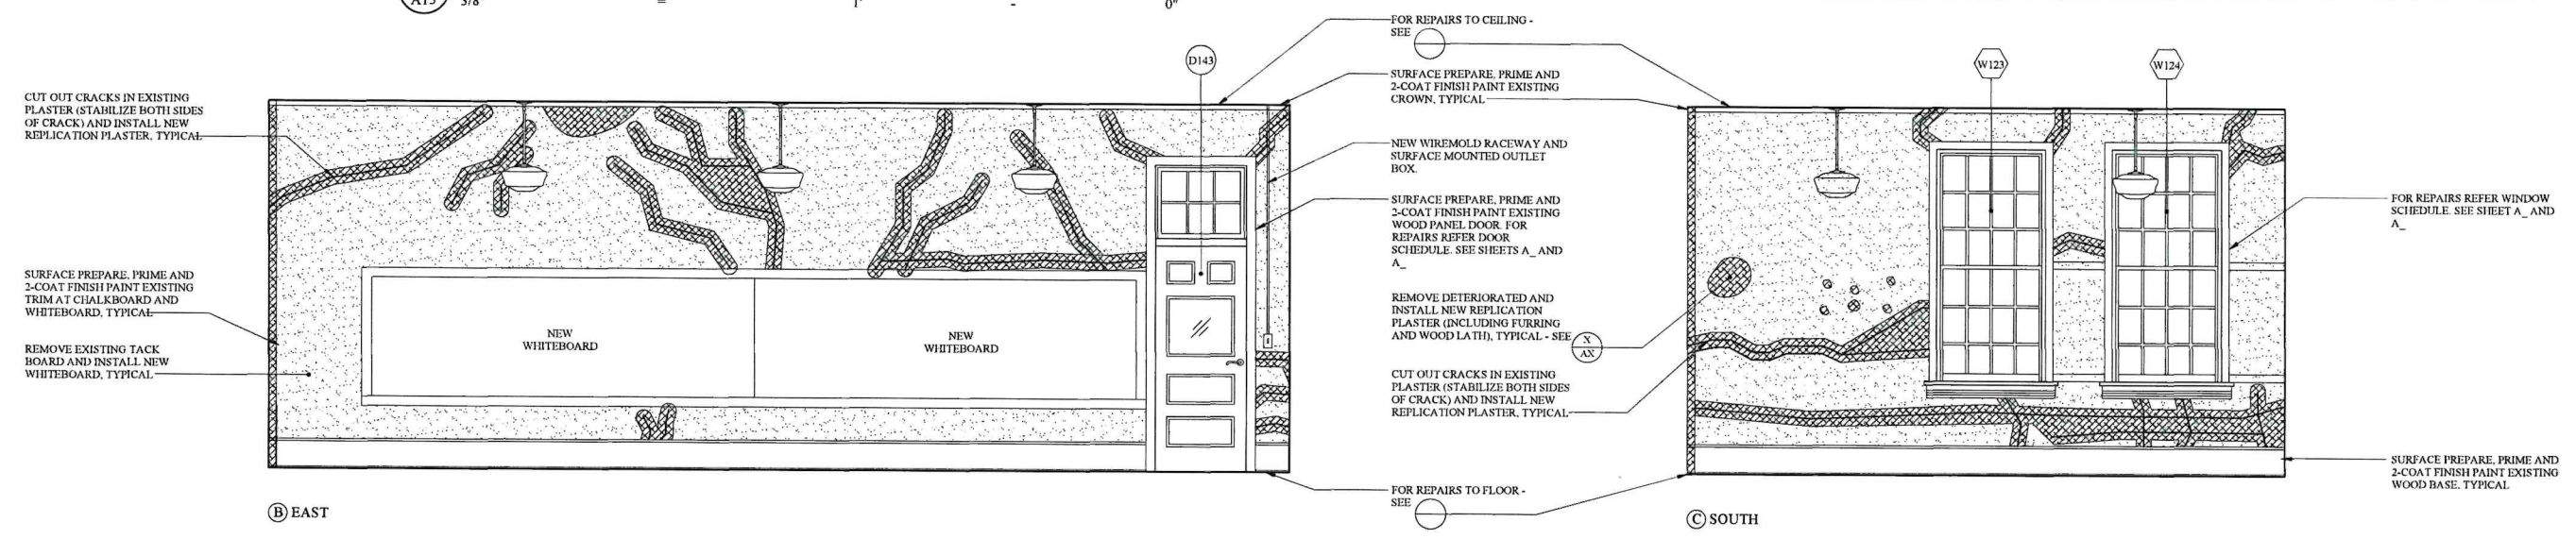 A15
3/8" = 1' - 0"
CUT OUT CRACKS IN EXISTING
PLASTER (STABILIZE BOTH SIDES
OF CRACK) AND INSTALL NEW
REPLICATION PLASTER, TYPICAL
SURFACE PREPARE, PRIME AND
2-COAT FINISH PAINT EXISTING
TRIM AT CHALKBOARD AND
WHITEBOARD, TYPICAL
REMOVE EXISTING TACK
BOARD AND INSTALL NEW
WHITEBOARD, TYPICAL
D143
NEW
WHITEBOARD
NEW
WHITEBOARD
B EAST
FOR REPAIRS TO CEILING -
SEE
SURFACE PREPARE, PRIME AND
2-COAT FINISH PAINT EXISTING
CROWN, TYPICAL
NEW WIREMOLD RACEWAY AND
SURFACE MOUNTED OUTLET
BOX.
SURFACE PREPARE, PRIME AND
2-COAT FINISH PAINT EXISTING
WOOD PANEL DOOR. FOR
REPAIRS REFER DOOR
SCHEDULE. SEE SHEETS A_ AND
A_
REMOVE DETERIORATED AND
INSTALL NEW REPLICATION
PLASTER (INCLUDING FURRING
AND WOOD LATH), TYPICAL - SEE
X
AX
CUT OUT CRACKS IN EXISTING
PLASTER (STABILIZE BOTH SIDES
OF CRACK) AND INSTALL NEW
REPLICATION PLASTER, TYPICAL
FOR REPAIRS TO FLOOR -
SEE
W123
W124
C SOUTH
FOR REPAIRS REFER WINDOW
SCHEDULE. SEE SHEET A_ AND
A_
SURFACE PREPARE, PRIME AND
2-COAT FINISH PAINT EXISTING
WOOD BASE, TYPICAL